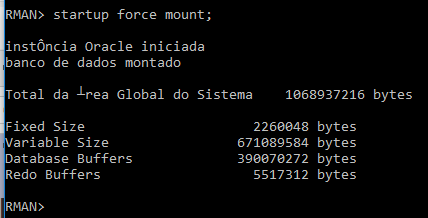 RMAN> startup force mount;
instÔncia Oracle iniciada
banco de dados montado
Total da ┴rea Global do Sistema 1068937216 bytes
Fixed Size 2260048 bytes
Variable Size 671089584 bytes
Database Buffers 390070272 bytes
Redo Buffers 5517312 bytes
RMAN>